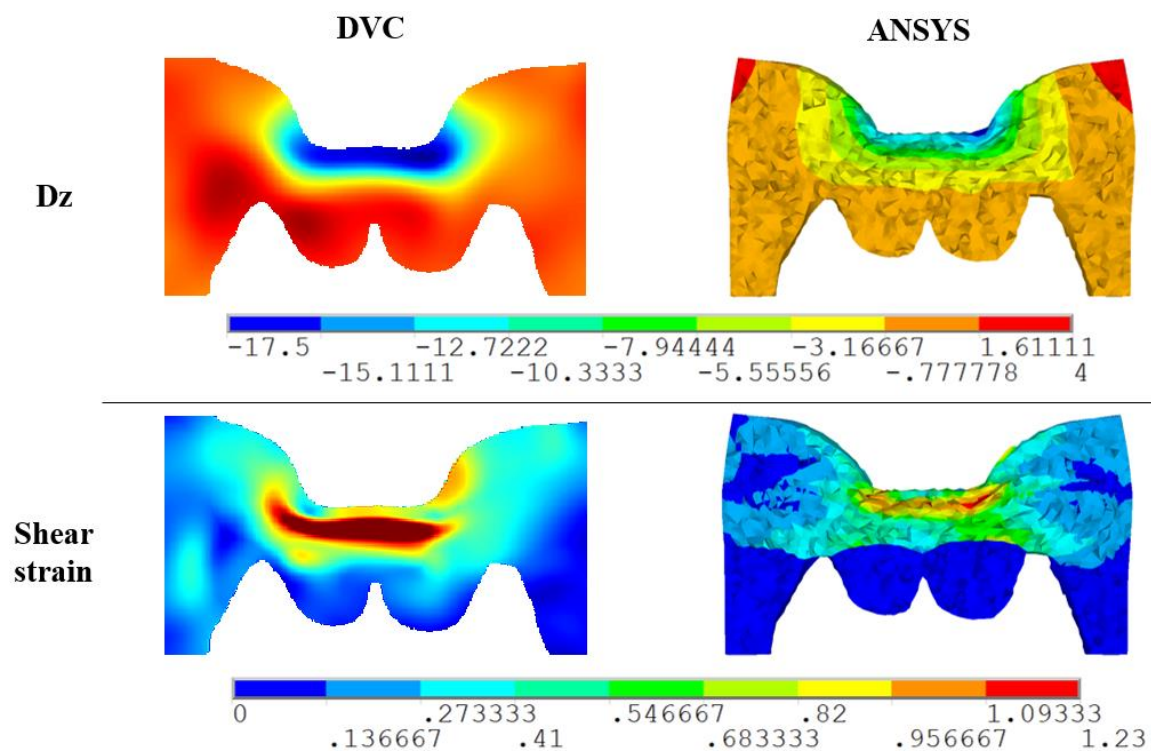 DVC
ANSYS
Dz
-17.5 -12.7222 -7.94444 -3.16667 1.61111
-15.1111 -10.3333 -5.55556 -.777778 4
Shear
strain
0 .273333 .546667 .82 1.09333
.136667 .41 .683333 .956667 1.23